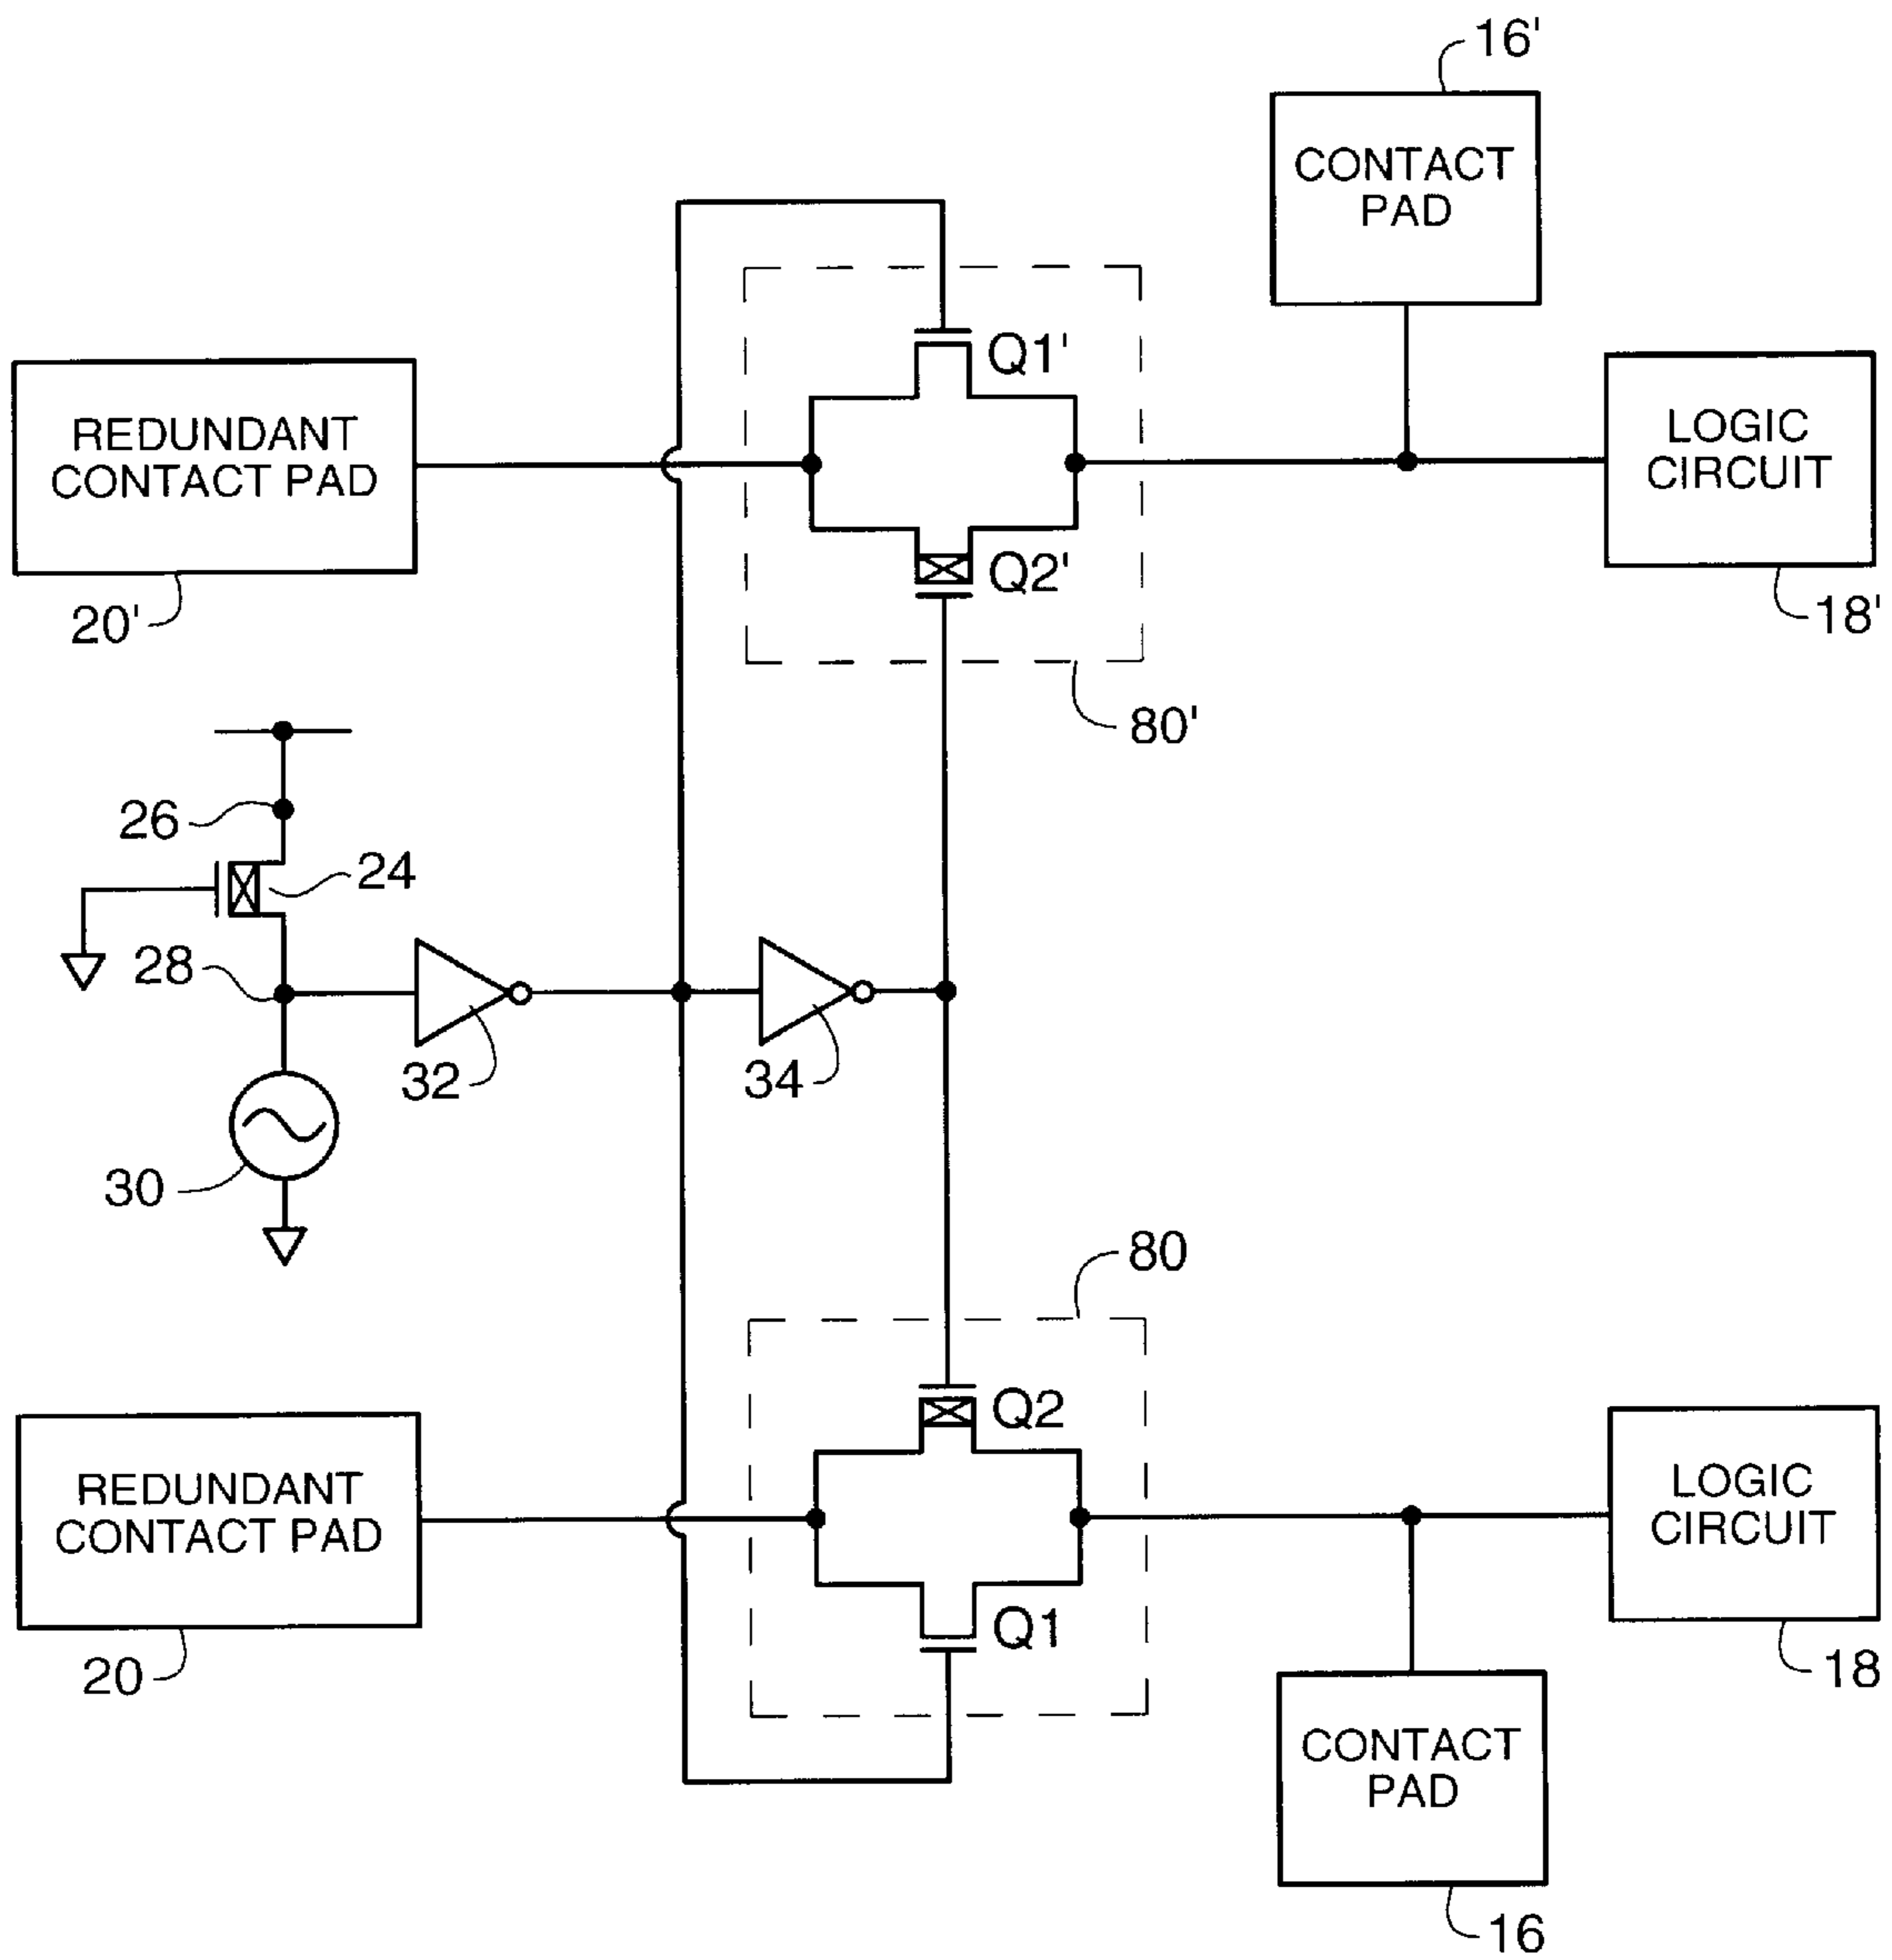 16'
CONTACT
PAD
Q1'
REDUNDANT
CONTACT PAD
LOGIC
CIRCUIT
Q2'
20'
18'
80'
26
24
28
32
34
30
80
Q2
REDUNDANT
CONTACT PAD
LOGIC
CIRCUIT
Q1
20
18
CONTACT
PAD
16